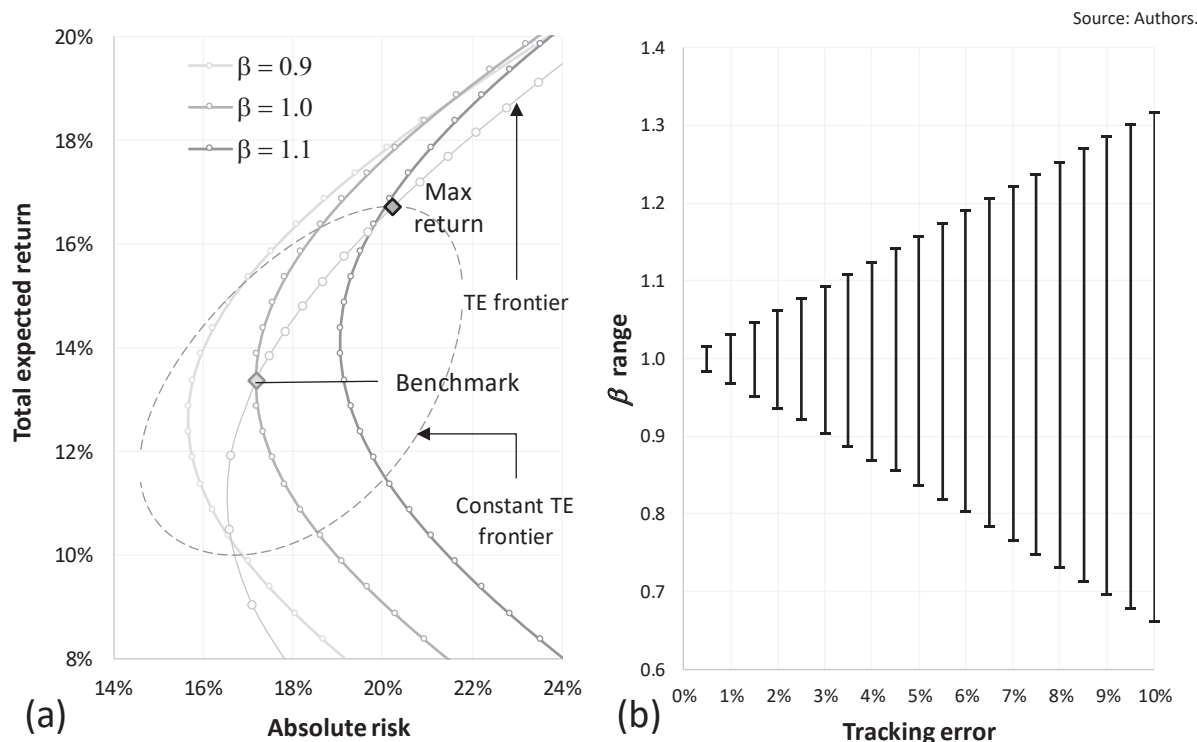 Source: Authors.
Total expected return
20%
18%
16%
14%
12%
10%
8%
β = 0.9
β = 1.0
β = 1.1
Max
return
TE frontier
Benchmark
Constant TE
frontier
14%
16%
18%
20%
22%
24%
(a)
Absolute risk
β range
1.4
1.3
1.2
1.1
1.0
0.9
0.8
0.7
0.6
0%
1%
2%
3%
4%
5%
6%
7%
8%
9%
10%
(b)
Tracking error